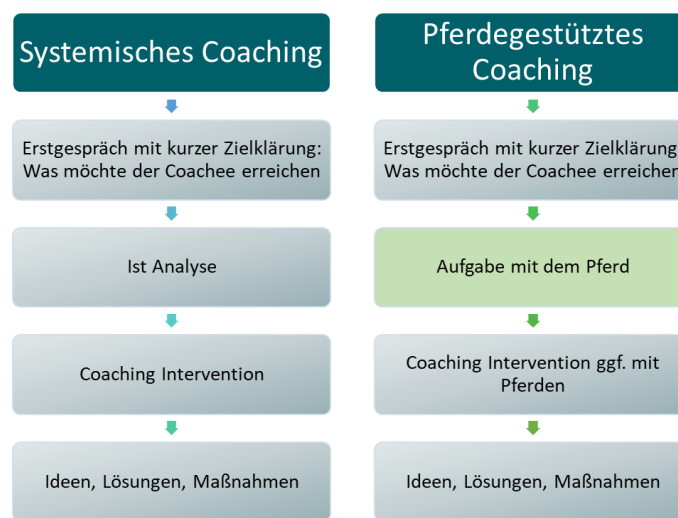 Systemisches Coaching
Erstgespräch mit kurzer Zielklärung:
Was möchte der Coachee erreichen
Ist Analyse
Coaching Intervention
Ideen, Lösungen, Maßnahmen
Pferdegestütztes
Coaching
Erstgespräch mit kurzer Zielklärung
Was möchte der Coachee erreichen
Aufgabe mit dem Pferd
Coaching Intervention ggf. mit
Pferden
Ideen, Lösungen, Maßnahmen